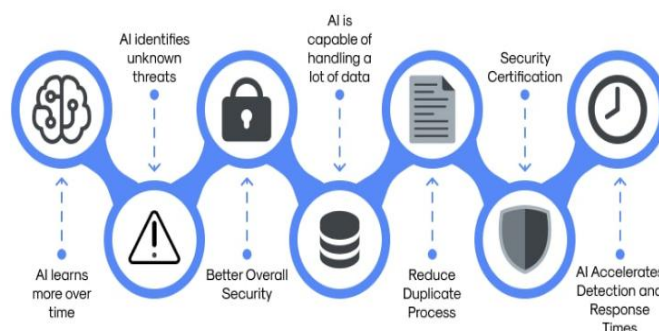 AI identifies
unknown
threats
AI is
capable of
handling a
lot of data
Security
Certification
AI learns
more over
time
Better Overall
Security
Reduce
Duplicate
Process
AI Accelerates
Detection and
Response
Times